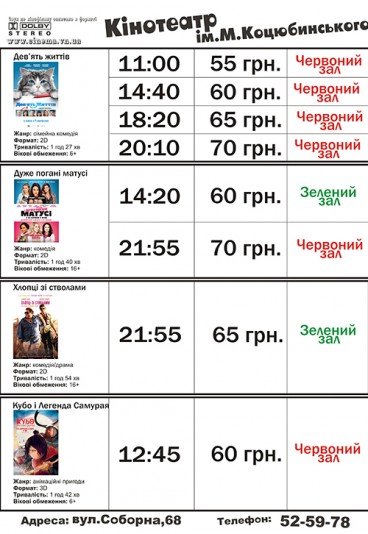 DOLBY
STEREO
www.cinema.vn.ua
Кінотеатр
ім.М.Коцюбинського
Дев'ять життів
Жанр: сімейна комедія
Формат: 2D
Тривалість: 1 год 27 хв
Вікові обмеження: 6+
11:00 55 грн. Червоний зал
14:40 60 грн. Червоний зал
18:20 65 грн. Червоний зал
20:10 70 грн. Червоний зал
Дуже погані матусі
МАТУСІ
Жанр: комедія
Формат: 2D
Тривалість: 1 год 40 хв
Вікові обмеження: 16+
14:20 60 грн. Зелений зал
21:55 70 грн. Червоний зал
Хлопці зі стволами
Жанр: комедія/драма
Формат: 2D
Тривалість: 1 год 54 хв
Вікові обмеження: 16+
21:55 65 грн. Зелений зал
Кубо і Легенда Самурая
КУБО
Жанр: анімаційні пригоди
Формат: 3D
Тривалість: 1 год 42 хв
Вікові обмеження: 6+
12:45 60 грн. Червоний зал
Адреса: вул.Соборна,68 Телефон: 52-59-78